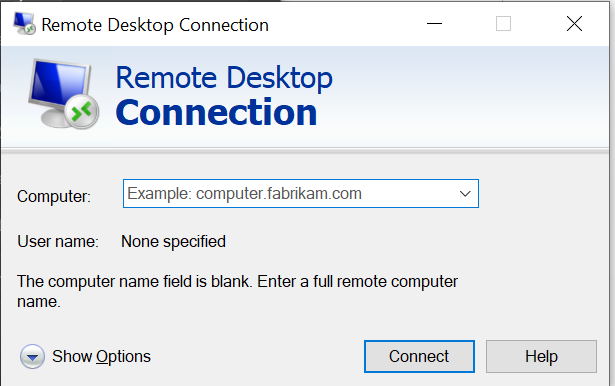 Remote Desktop Connection
Remote Desktop
Connection
Computer:
Example: computer.fabrikam.com
User name:
None specified
The computer name field is blank. Enter a full remote computer
name.
Show Options
Connect
Help